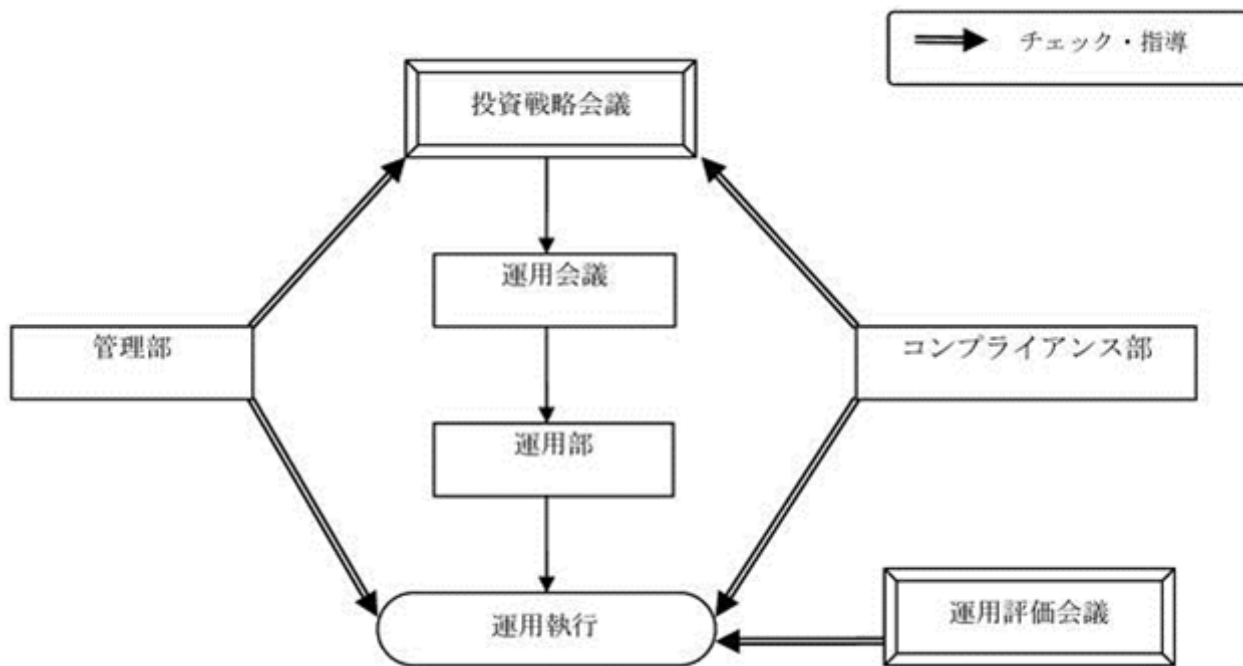 チェック・指導
投資戦略会議
運用会議
管理部
コンプライアンス部
運用部
運用執行
運用評価会議